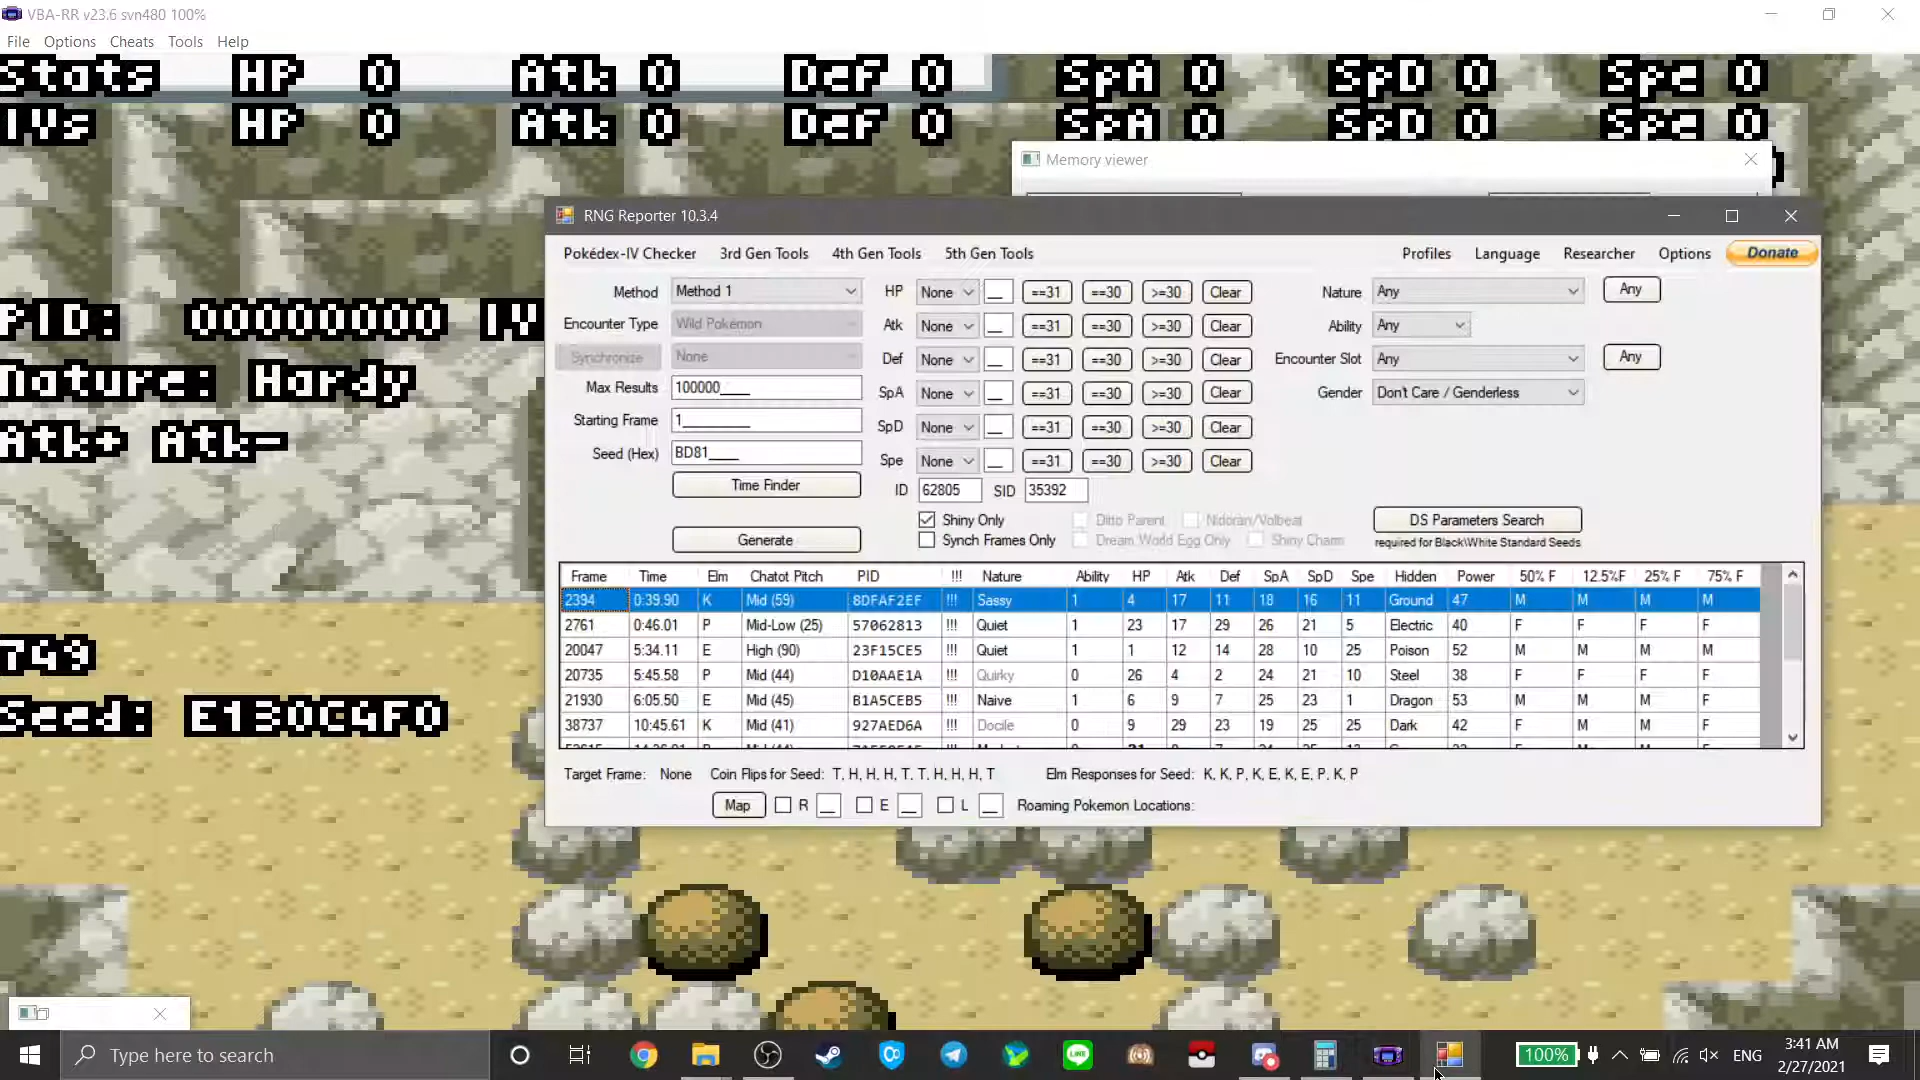 VBA-RR v23.6 svn480 100%
File Options Cheats Tools Help
Stats HP 0 Atk 0 Def 0 SpA 0 SpD 0 Spe 0
IVs HP 0 Atk 0 Def 0 SpA 0 SpD 0 Spe 0
Memory viewer
RNG Reporter 10.3.4
Pokédex-IV Checker 3rd Gen Tools 4th Gen Tools 5th Gen Tools Profiles Language Researcher Options Donate
Method Method 1 HP None __ ==31 ==30 >=30 Clear Nature Any Any
Encounter Type Wild Pokemon Atk None __ ==31 ==30 >=30 Clear Ability Any
Synchronize None Def None __ ==31 ==30 >=30 Clear Encounter Slot Any Any
Max Results 100000____ SpA None __ ==31 ==30 >=30 Clear Gender Don't Care / Genderless
Starting Frame 1_________ SpD None __ ==31 ==30 >=30 Clear
Seed (Hex) BD81____ Spe None __ ==31 ==30 >=30 Clear
Time Finder ID 62805 SID 35392
Shiny Only Ditto Parent Nidoran/Volbeat DS Parameters Search
Generate Synch Frames Only Dream World Egg Only Shiny Charm required for Black\White Standard Seeds
Frame Time Elm Chatot Pitch PID !!! Nature Ability HP Atk Def SpA SpD Spe Hidden Power 50% F 12.5%F 25% F 75% F
2394 0:39.90 K Mid (59) 8DFAF2EF !!! Sassy 1 4 17 11 18 16 11 Ground 47 M M M M
2761 0:46.01 P Mid-Low (25) 57062813 !!! Quiet 1 23 17 29 26 21 5 Electric 40 F F F F
20047 5:34.11 E High (90) 23F15CE5 !!! Quiet 1 1 12 14 28 10 25 Poison 52 M M M M
20735 5:45.58 P Mid (44) D10AAE1A !!! Quirky 0 26 4 2 24 21 10 Steel 38 F F F F
21930 6:05.50 E Mid (45) B1A5CEB5 !!! Naive 1 6 9 7 25 23 1 Dragon 53 M M M F
38737 10:45.61 K Mid (41) 927AED6A !!! Docile 0 9 29 23 19 25 25 Dark 42 F M M F
Target Frame: None Coin Flips for Seed: T, H, H, H, T, T, H, H, H, T Elm Responses for Seed: K, K, P, K, E, K, E, P, K, P
Map R __ E __ L __ Roaming Pokemon Locations:
PID: 00000000 IV
Nature: Hardy
Atk+ Atk-
749
Seed: E130C4F0
Type here to search
100% ENG 3:41 AM
2/27/2021